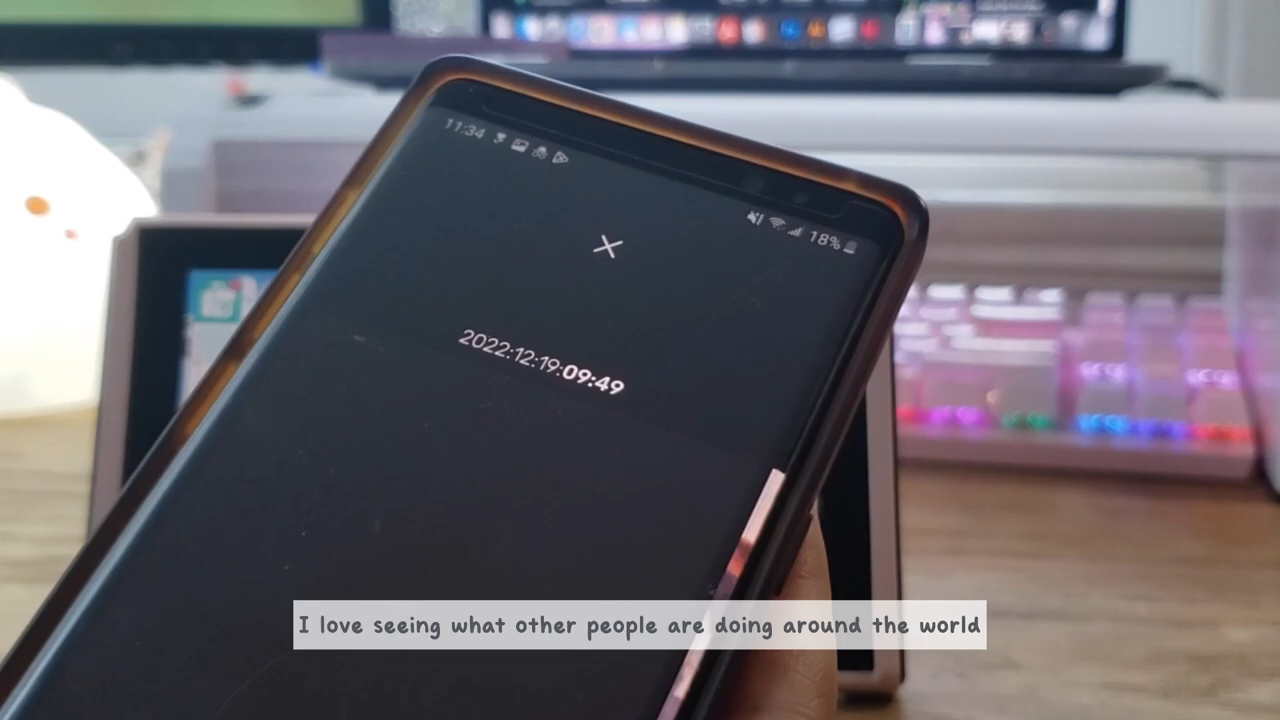 11:34
18%
2022:12:19:09:49
I love seeing what other people are doing around the world